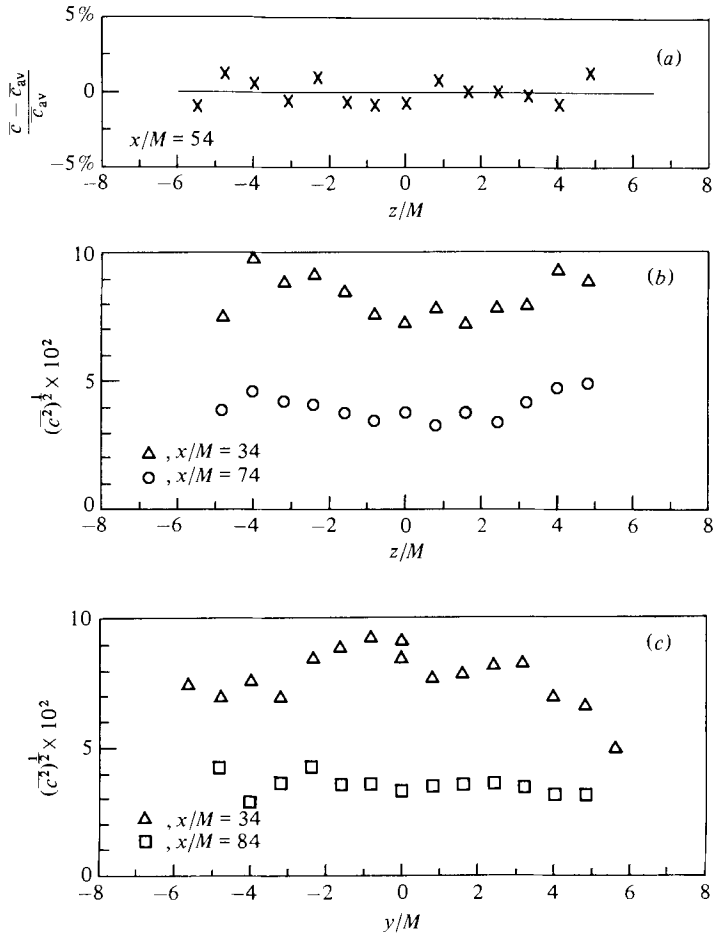 5%
0
−5%
c̄ − c̄av / c̄av
(a)
x/M = 54
−8 −6 −4 −2 0 2 4 6 8
z/M
10
5
0
(c̄²)^½ × 10²
(b)
△ , x/M = 34
○ , x/M = 74
−8 −6 −4 −2 0 2 4 6 8
z/M
10
5
0
(c̄²)^½ × 10²
(c)
△ , x/M = 34
□ , x/M = 84
−8 −6 −4 −2 0 2 4 6 8
y/M